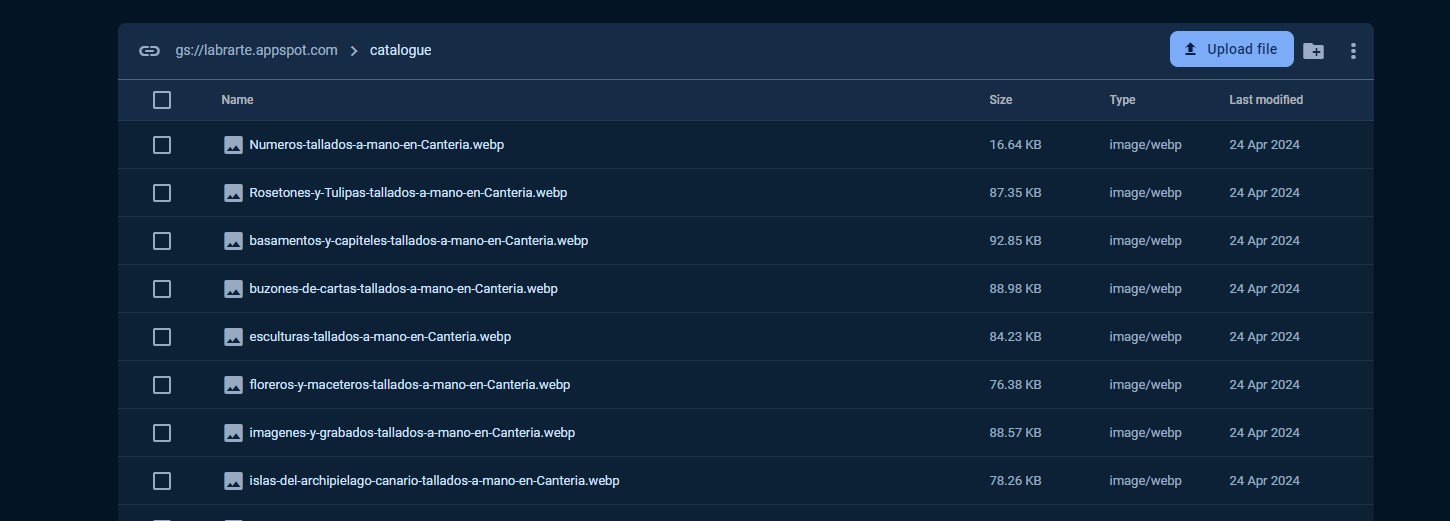 gs://labrarte.appspot.com > catalogue Upload file
Name Size Type Last modified
Numeros-tallados-a-mano-en-Canteria.webp 16.64 KB image/webp 24 Apr 2024
Rosetones-y-Tulipas-tallados-a-mano-en-Canteria.webp 87.35 KB image/webp 24 Apr 2024
basamentos-y-capiteles-tallados-a-mano-en-Canteria.webp 92.85 KB image/webp 24 Apr 2024
buzones-de-cartas-tallados-a-mano-en-Canteria.webp 88.98 KB image/webp 24 Apr 2024
esculturas-tallados-a-mano-en-Canteria.webp 84.23 KB image/webp 24 Apr 2024
floreros-y-maceteros-tallados-a-mano-en-Canteria.webp 76.38 KB image/webp 24 Apr 2024
imagenes-y-grabados-tallados-a-mano-en-Canteria.webp 88.57 KB image/webp 24 Apr 2024
islas-del-archipielago-canario-tallados-a-mano-en-Canteria.webp 78.26 KB image/webp 24 Apr 2024